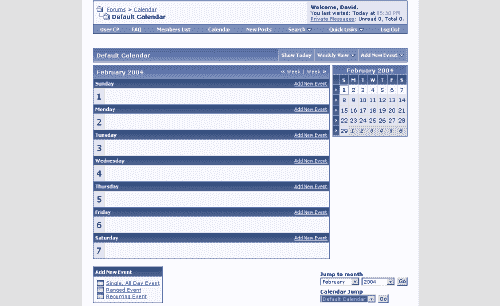 Forums > Calendar
Default Calendar
Welcome, David.
You last visited: Today at 05:30 PM
Private Messages: Unread 0, Total 0.
User CP FAQ Members List Calendar New Posts Search Quick Links Log Out
Default Calendar Show Today Weekly View Add New Event
February 2004 « Week | Week »
Sunday Add New Event
1
Monday Add New Event
2
Tuesday Add New Event
3
Wednesday Add New Event
4
Thursday Add New Event
5
Friday Add New Event
6
Saturday Add New Event
7
February 2004
S M T W T F S
> 1 2 3 4 5 6 7
> 8 9 10 11 12 13 14
> 15 16 17 18 19 20 21
> 22 23 24 25 26 27 28
> 29 1 2 3 4 5 6
Add New Event
Single, All Day Event
Ranged Event
Recurring Event
Jump to month
February 2004 Go
Calendar Jump
Default Calendar Go